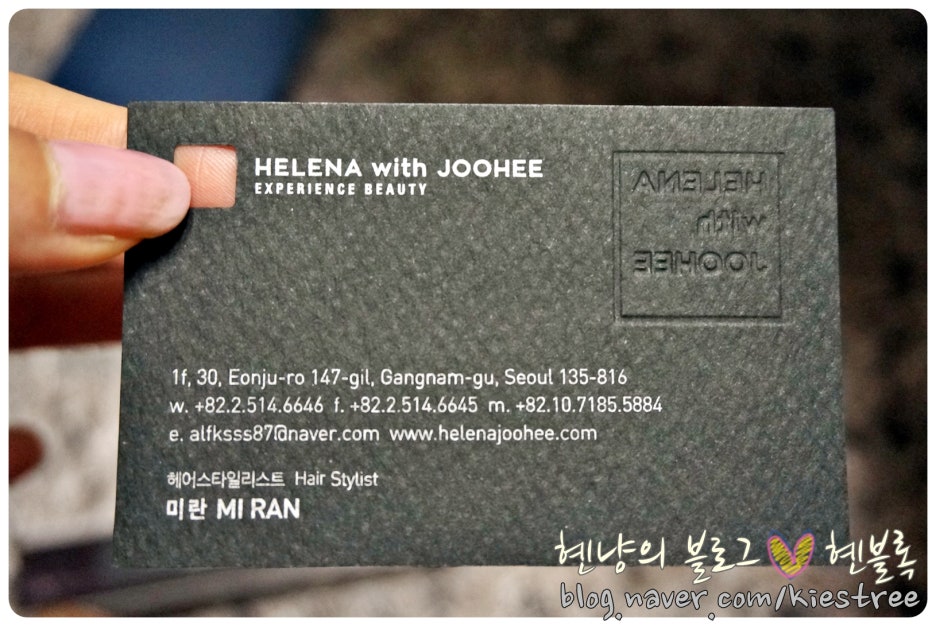 HELENA with JOOHEE
EXPERIENCE BEAUTY
HELENA
with
JOOHEE
1f, 30, Eonju-ro 147-gil, Gangnam-gu, Seoul 135-816
w. +82.2.514.6646 f. +82.2.514.6645 m. +82.10.7185.5884
e. alfksss87@naver.com www.helenajoohee.com
헤어스타일리스트 Hair Stylist
미란 MI RAN
헨냥의 블로그 헨블록
blog.naver.com/kiestree